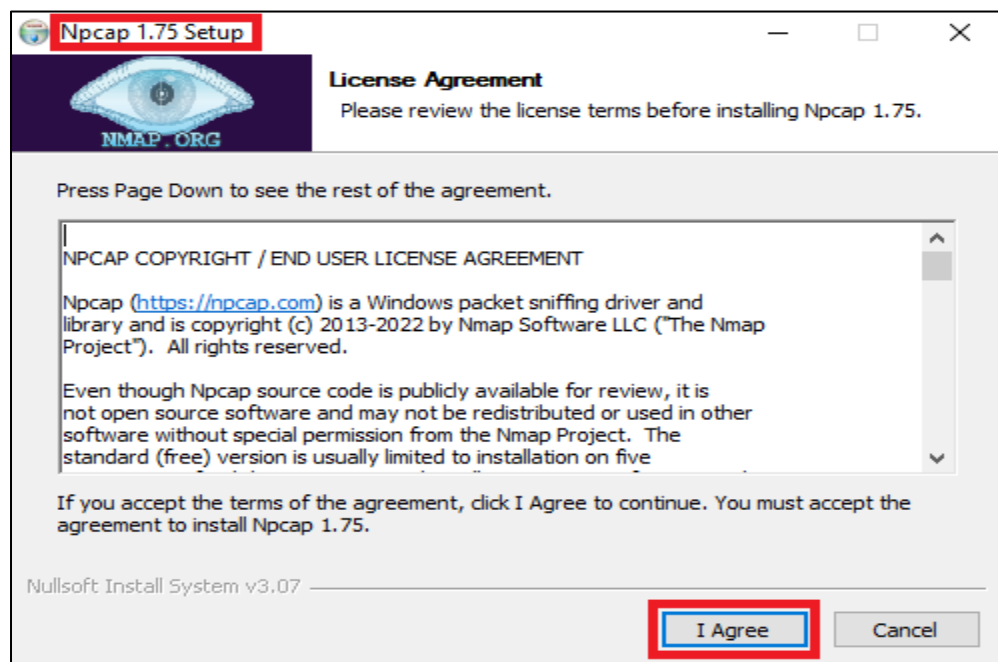 Npcap 1.75 Setup
NMAP.ORG
License Agreement
Please review the license terms before installing Npcap 1.75.
Press Page Down to see the rest of the agreement.
NPCAP COPYRIGHT / END USER LICENSE AGREEMENT
Npcap (https://npcap.com) is a Windows packet sniffing driver and
library and is copyright (c) 2013-2022 by Nmap Software LLC ("The Nmap
Project"). All rights reserved.
Even though Npcap source code is publicly available for review, it is
not open source software and may not be redistributed or used in other
software without special permission from the Nmap Project. The
standard (free) version is usually limited to installation on five
If you accept the terms of the agreement, click I Agree to continue. You must accept the
agreement to install Npcap 1.75.
Nullsoft Install System v3.07
I Agree
Cancel